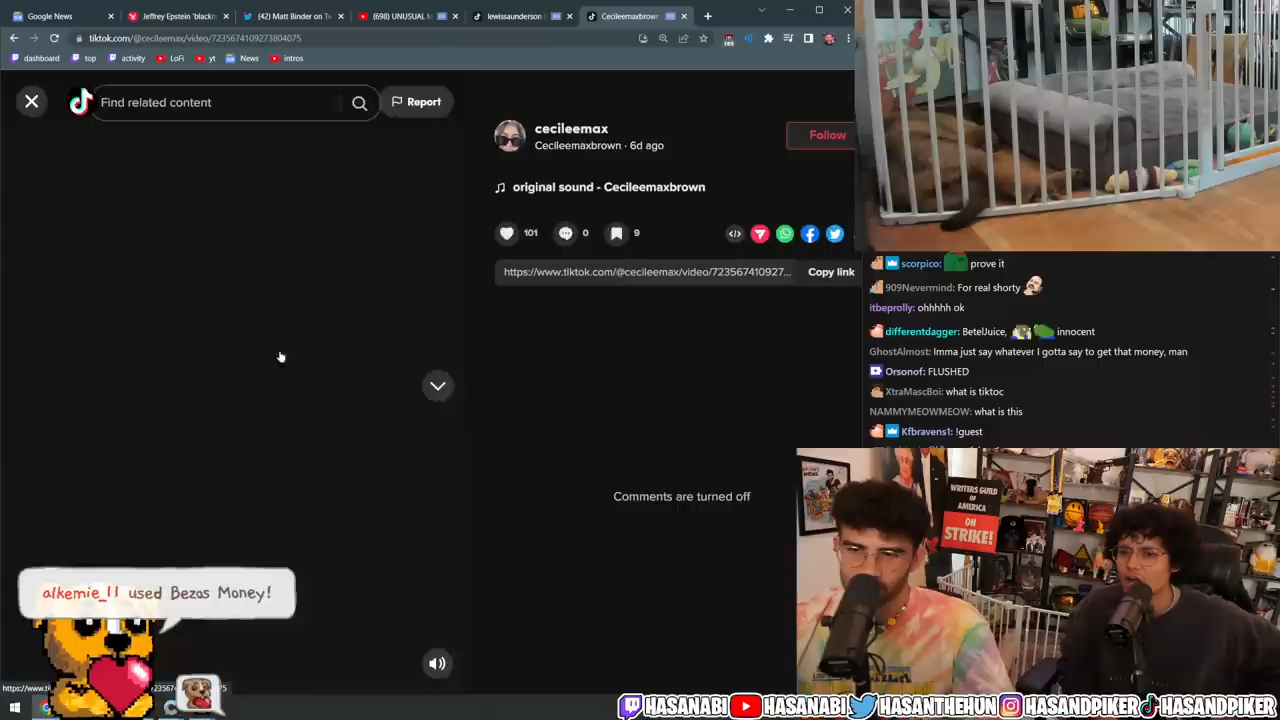 Google News
Jeffrey Epstein "blackm
(42) Matt Binder on Tw
(698) UNUSUAL
lewissaunderson
Cecileemaxbrown
tiktok.com/@cecileemax/video/7235674109273804075
189
dashboard
top
activity
LoFi
yt
News
intros
Find related content
Report
cecileemax
Cecileemaxbrown · 6d ago
Follow
original sound - Cecileemaxbrown
101
0
9
https://www.tiktok.com/@cecileemax/video/723567410927...
Copy link
Comments are turned off
alkemie_11 used Bezos Money!
https://www.ti
scorpico: prove it
909Nevermind: For real shorty
itbeprolly: ohhhhh ok
differentdagger: BetelJuice, innocent
GhostAlmost: Imma just say whatever I gotta say to get that money, man
Orsonof: FLUSHED
XtraMascBoi: what is tiktoc
NAMMYMEOWMEOW: what is this
Kfbravens1: !guest
WRITERS GUILD
OF
AMERICA
ON
STRIKE!
HASANABI
HASANABI
HASANTHEHUN
HASANDPIKER
HASANDPIKER